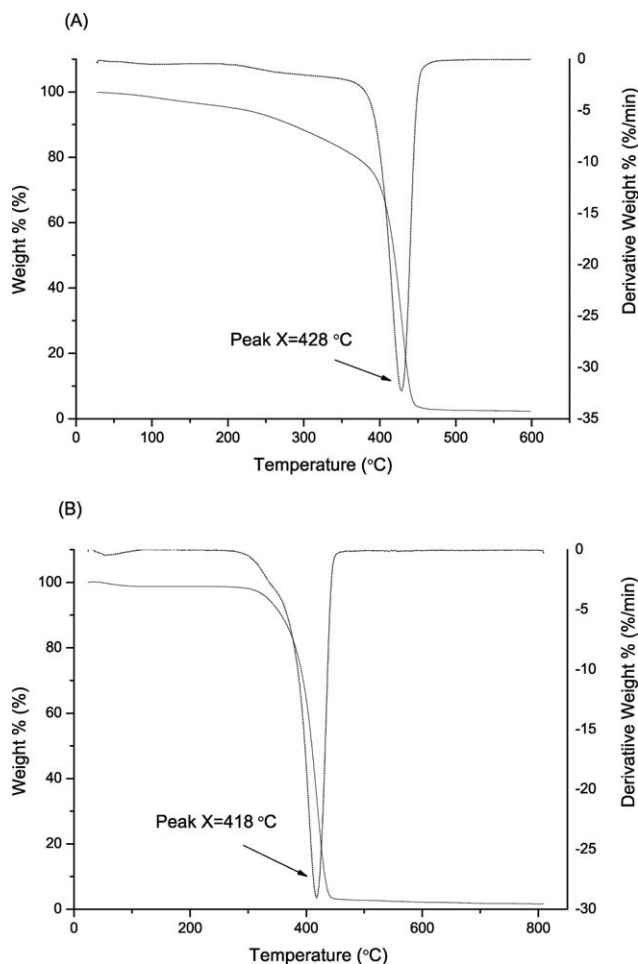 (A)
Weight % (%)
100
80
60
40
20
0
0
-5
-10
-15
-20
-25
-30
-35
Derivative Weight % (%/min)
Peak X=428 °C
0 100 200 300 400 500 600
Temperature (°C)
(B)
Weight % (%)
100
80
60
40
20
0
0
-5
-10
-15
-20
-25
-30
Derivatiive Weight % (%/min)
Peak X=418 °C
0 200 400 600 800
Temperature (°C)